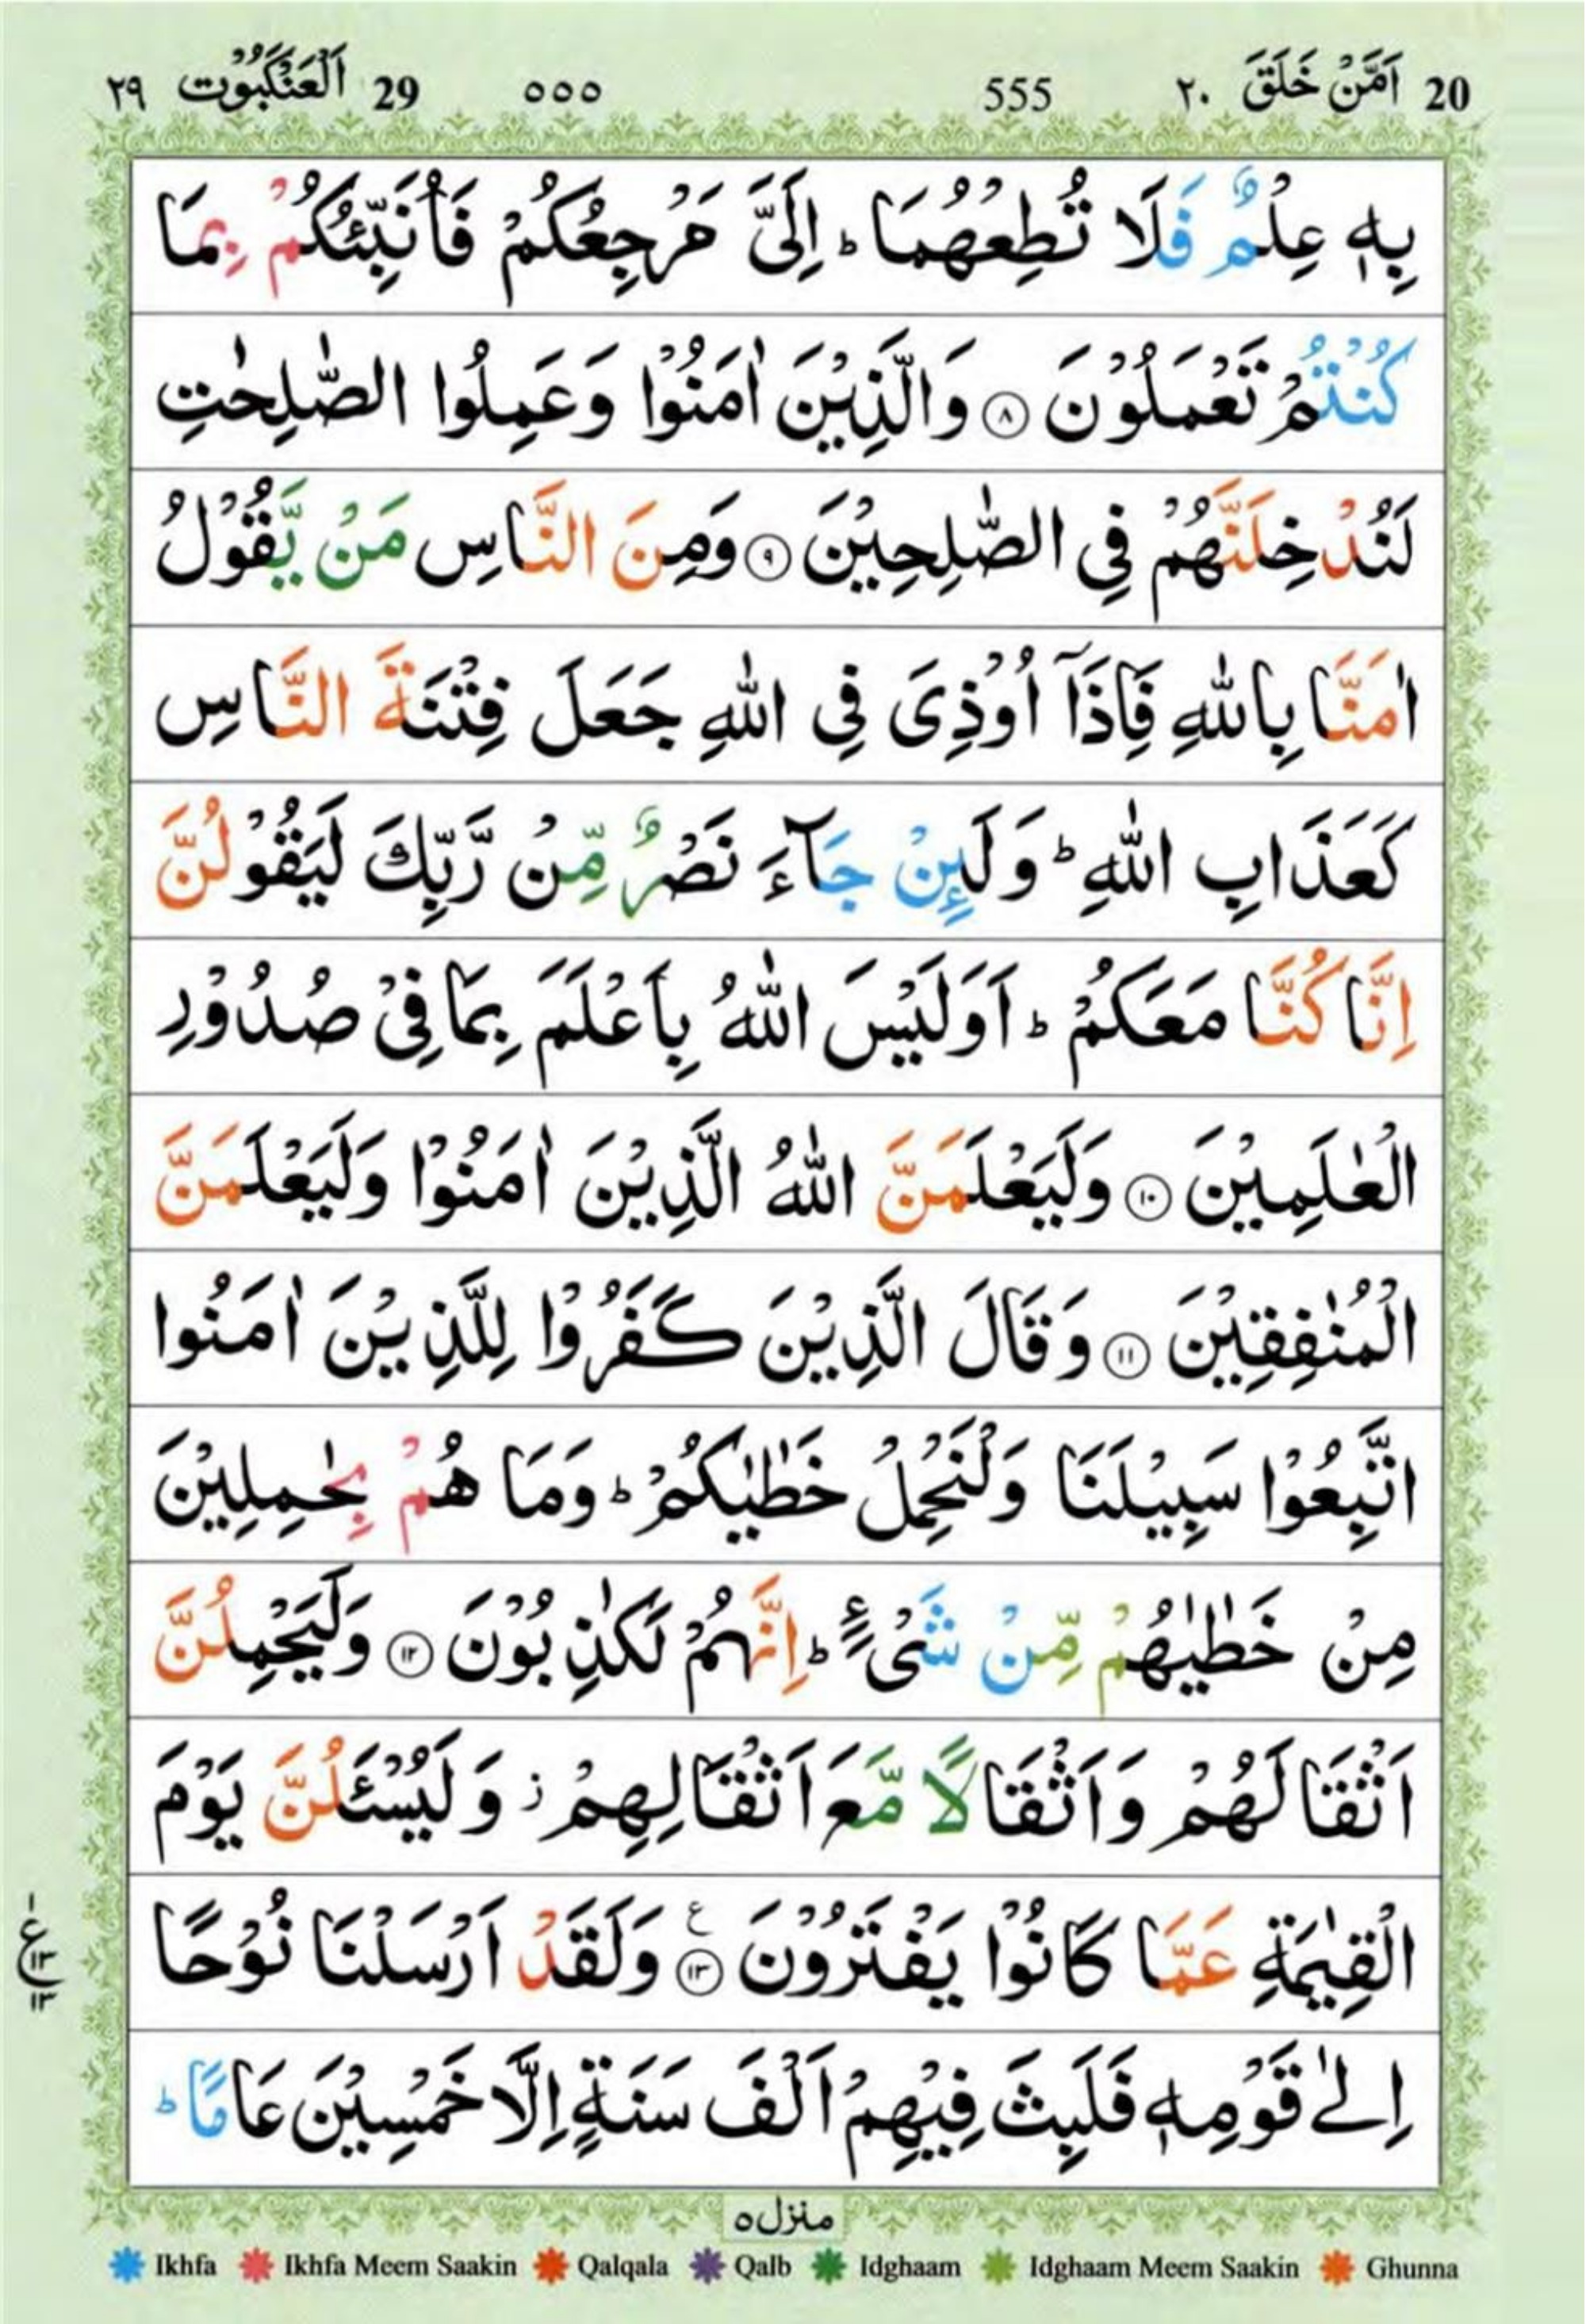 20 اَمَّنْ خَلَقَ ٢٠ 555 ٥٥٥ 29 اَلْعَنْكَبُوْت ٢٩
بِهٖ عِلْمٌ فَلَا تُطِعْهُمَا ؕ اِلَیَّ مَرْجِعُكُمْ فَاُنَبِّئُكُمْ بِمَا
كُنْتُمْ تَعْمَلُوْنَ ۝٨ وَالَّذِیْنَ اٰمَنُوْا وَعَمِلُوا الصّٰلِحٰتِ
لَنُدْخِلَنَّهُمْ فِی الصّٰلِحِیْنَ ۝٩ وَمِنَ النَّاسِ مَنْ یَّقُوْلُ
اٰمَنَّا بِاللّٰهِ فَاِذَاۤ اُوْذِیَ فِی اللّٰهِ جَعَلَ فِتْنَةَ النَّاسِ
كَعَذَابِ اللّٰهِ ؕ وَلَىِٕنْ جَآءَ نَصْرٌ مِّنْ رَّبِّكَ لَیَقُوْلُنَّ
اِنَّا كُنَّا مَعَكُمْ ؕ اَوَلَیْسَ اللّٰهُ بِاَعْلَمَ بِمَا فِیْ صُدُوْرِ
الْعٰلَمِیْنَ ۝١٠ وَلَیَعْلَمَنَّ اللّٰهُ الَّذِیْنَ اٰمَنُوْا وَلَیَعْلَمَنَّ
الْمُنٰفِقِیْنَ ۝١١ وَقَالَ الَّذِیْنَ كَفَرُوْا لِلَّذِیْنَ اٰمَنُوا
اتَّبِعُوْا سَبِیْلَنَا وَلْنَحْمِلْ خَطٰیٰكُمْ ؕ وَمَا هُمْ بِحٰمِلِیْنَ
مِنْ خَطٰیٰهُمْ مِّنْ شَیْءٍ ؕ اِنَّهُمْ لَكٰذِبُوْنَ ۝١٢ وَلَیَحْمِلُنَّ
اَثْقَالَهُمْ وَاَثْقَالًا مَّعَ اَثْقَالِهِمْ ز وَلَیُسْـَٔلُنَّ یَوْمَ
الْقِیٰمَةِ عَمَّا كَانُوْا یَفْتَرُوْنَ ۝١٣ ع وَلَقَدْ اَرْسَلْنَا نُوْحًا
١ ع ١٣ ١٣
اِلٰی قَوْمِهٖ فَلَبِثَ فِیْهِمْ اَلْفَ سَنَةٍ اِلَّا خَمْسِیْنَ عَامًا ؕ
منزل ٥
Ikhfa Ikhfa Meem Saakin Qalqala Qalb Idghaam Idghaam Meem Saakin Ghunna